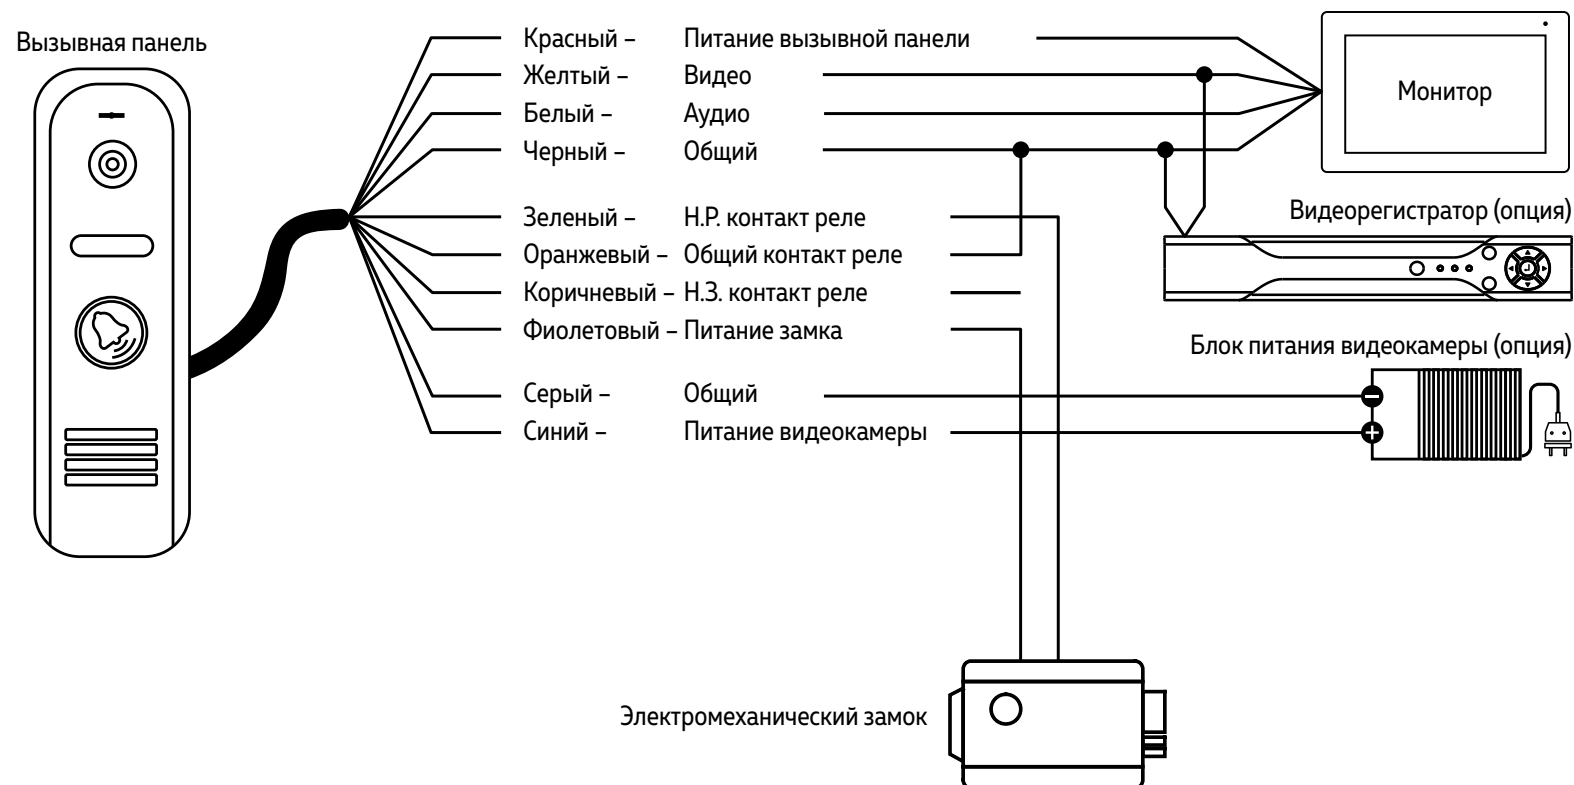 Вызывная панель
Красный – Питание вызывной панели
Желтый – Видео
Белый – Аудио
Черный – Общий
Монитор
Зеленый – Н.Р. контакт реле
Видеорегистратор (опция)
Оранжевый – Общий контакт реле
Коричневый – Н.З. контакт реле
Фиолетовый – Питание замка
Блок питания видеокамеры (опция)
Серый – Общий
Синий – Питание видеокамеры
Электромеханический замок